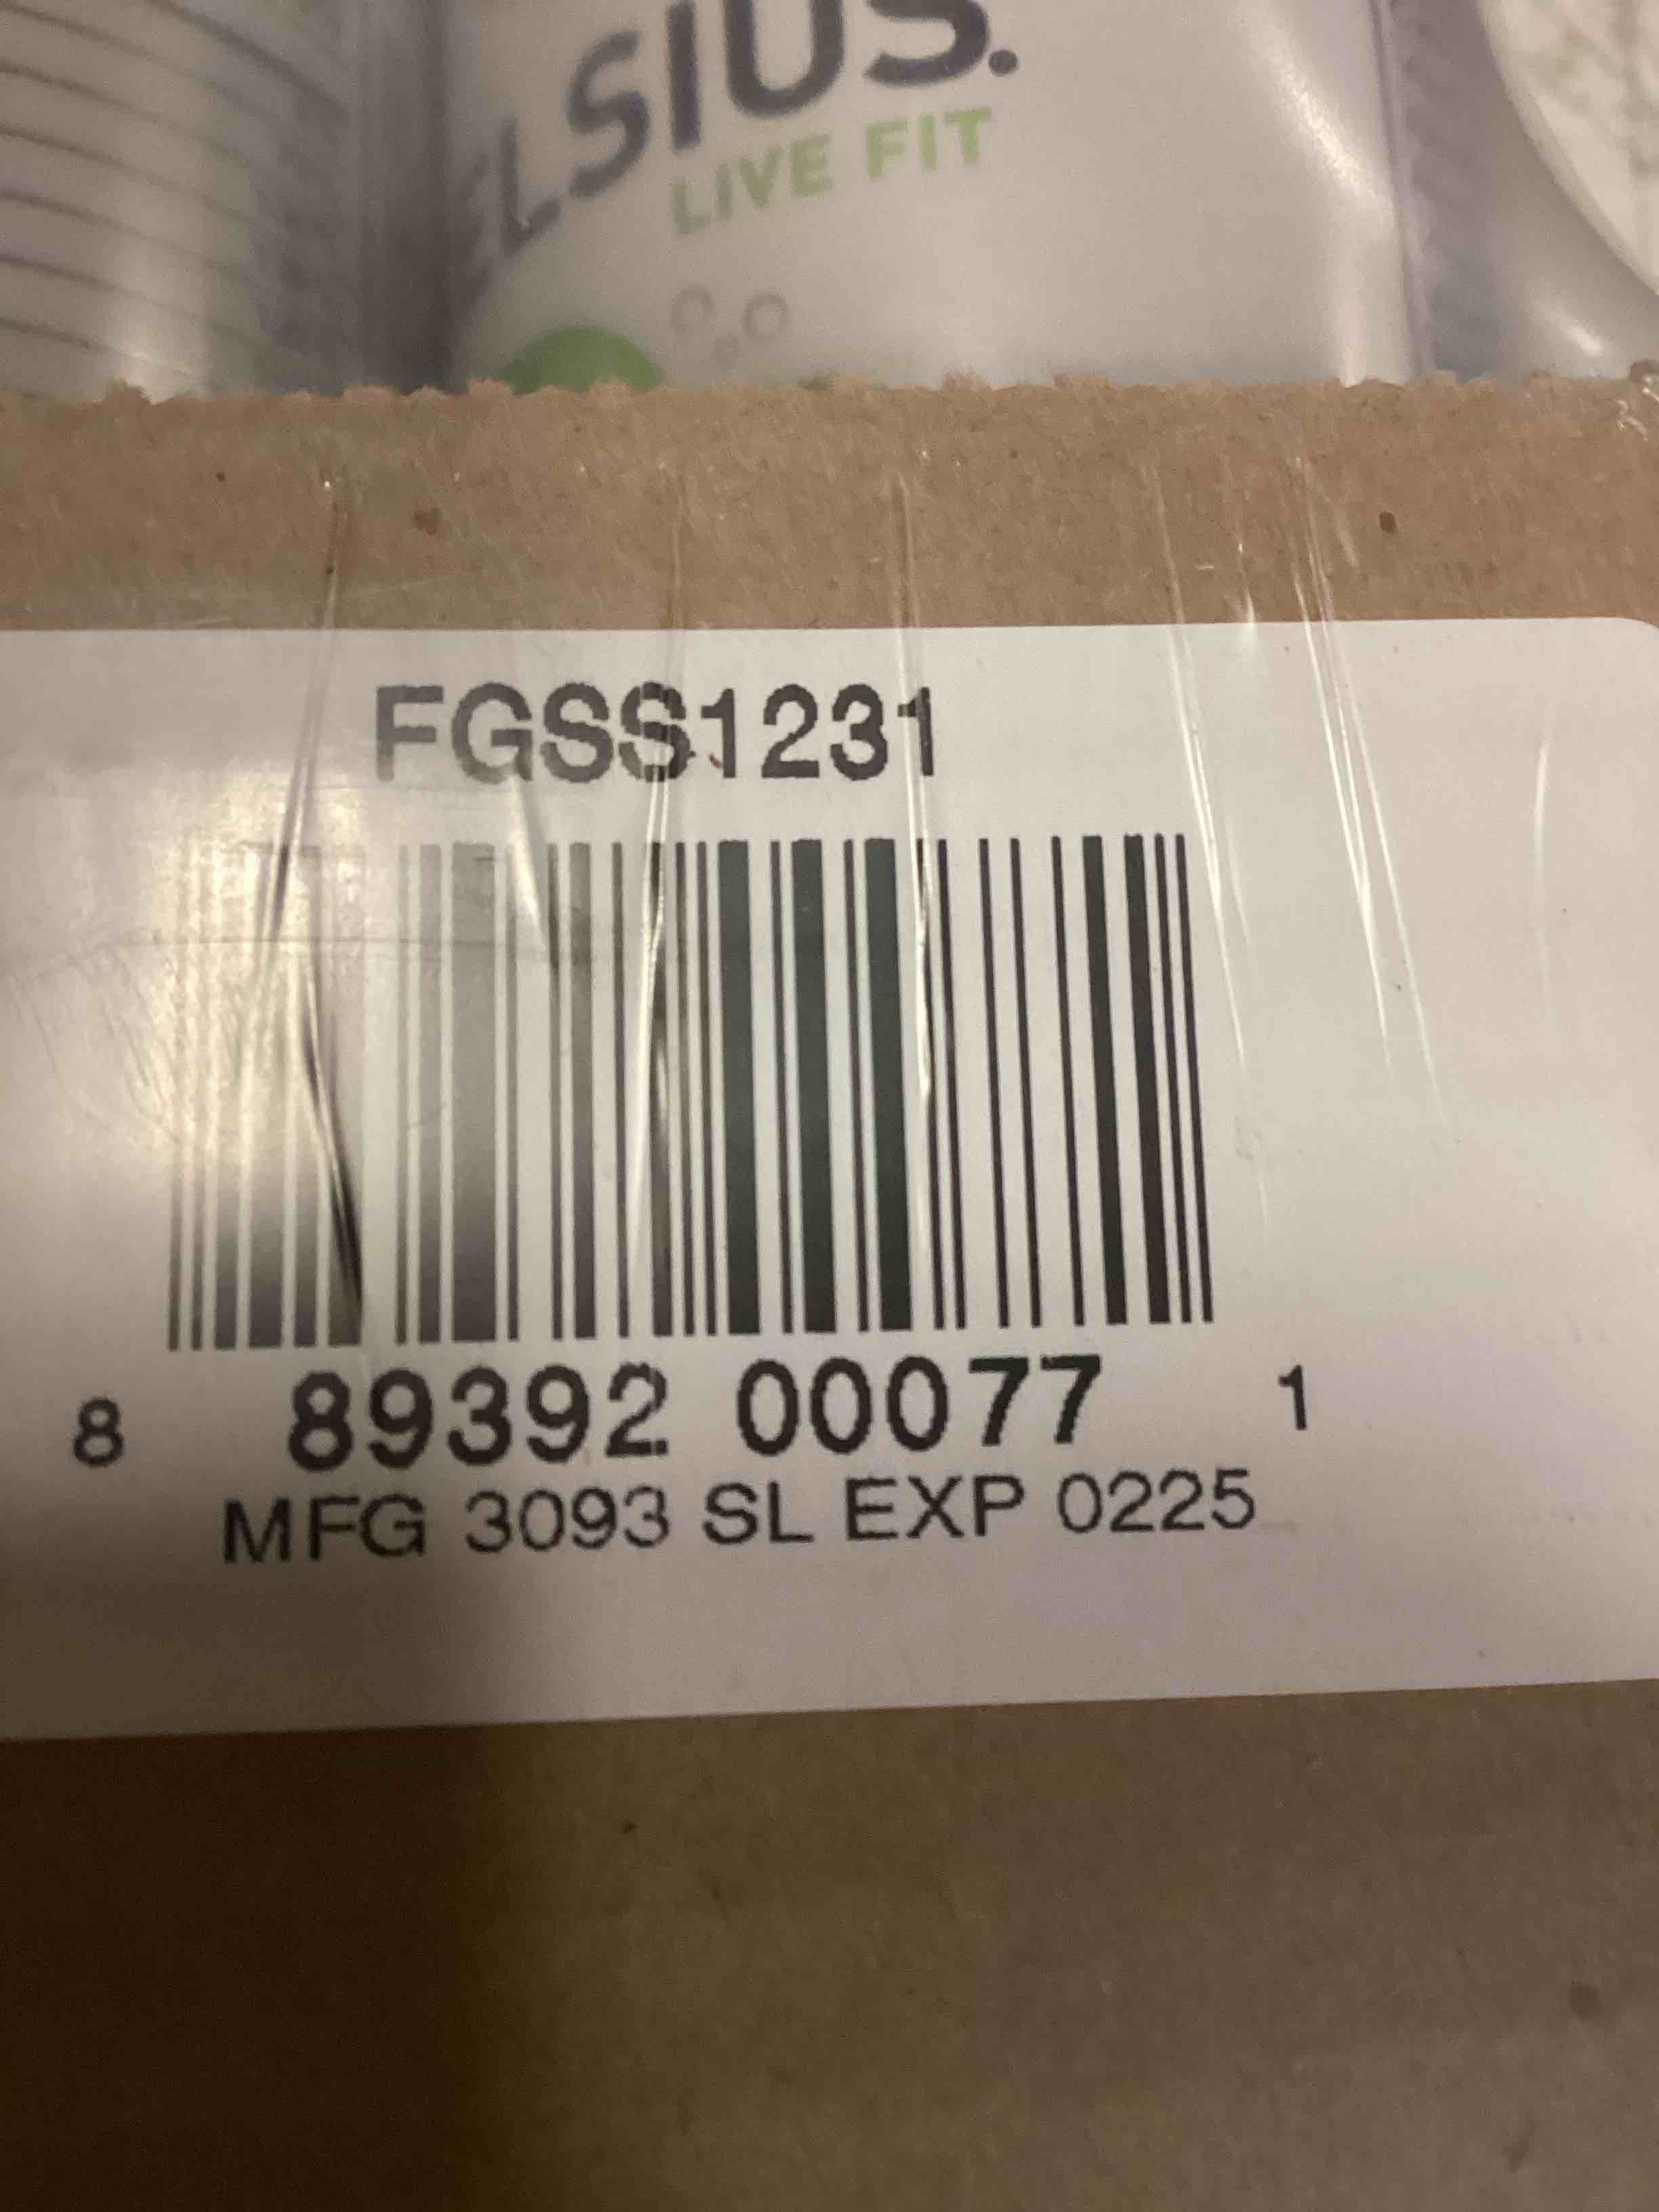 LSIUS.
LIVE FIT
FGSS1231
8 89392 00077 1
MFG 3093 SL EXP 0225